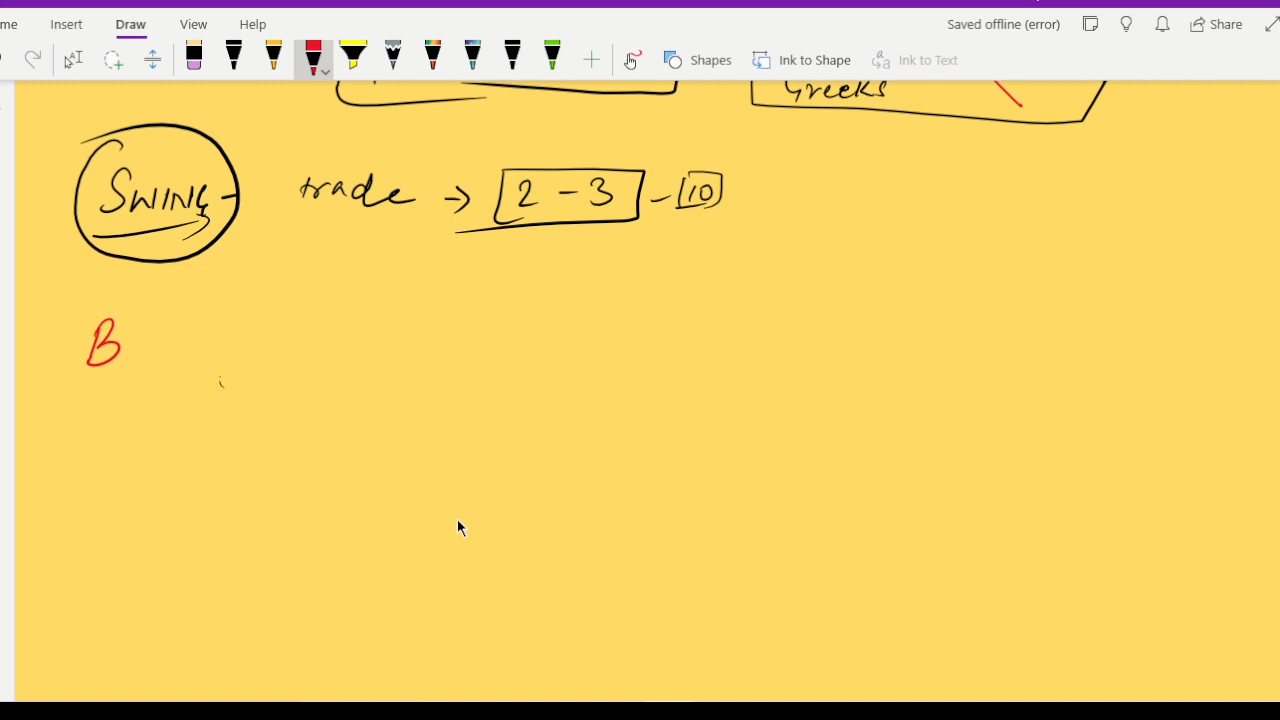 me Insert Draw View Help Saved offline (error) Share
Shapes Ink to Shape Ink to Text
Greeks
SWING - trade → 2 - 3 - 10
B